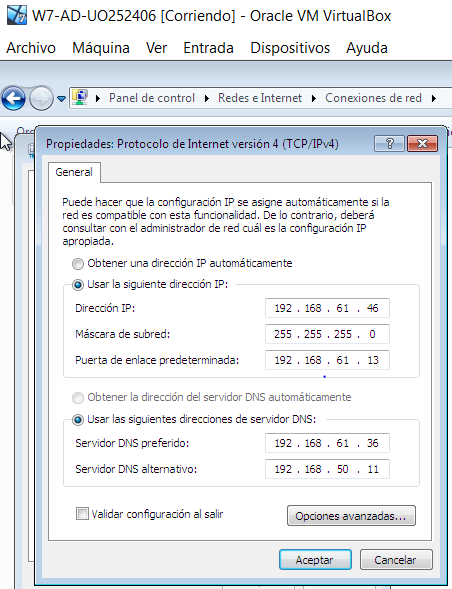 W7-AD-UO252406 [Corriendo] - Oracle VM VirtualBox
Archivo Máquina Ver Entrada Dispositivos Ayuda
Panel de control Redes e Internet Conexiones de red
Propiedades: Protocolo de Internet versión 4 (TCP/IPv4)
General
Puede hacer que la configuración IP se asigne automáticamente si la
red es compatible con esta funcionalidad. De lo contrario, deberá
consultar con el administrador de red cuál es la configuración IP
apropiada.
Obtener una dirección IP automáticamente
Usar la siguiente dirección IP:
Dirección IP: 192 . 168 . 61 . 46
Máscara de subred: 255 . 255 . 255 . 0
Puerta de enlace predeterminada: 192 . 168 . 61 . 13
Obtener la dirección del servidor DNS automáticamente
Usar las siguientes direcciones de servidor DNS:
Servidor DNS preferido: 192 . 168 . 61 . 36
Servidor DNS alternativo: 192 . 168 . 50 . 11
Validar configuración al salir Opciones avanzadas...
Aceptar Cancelar